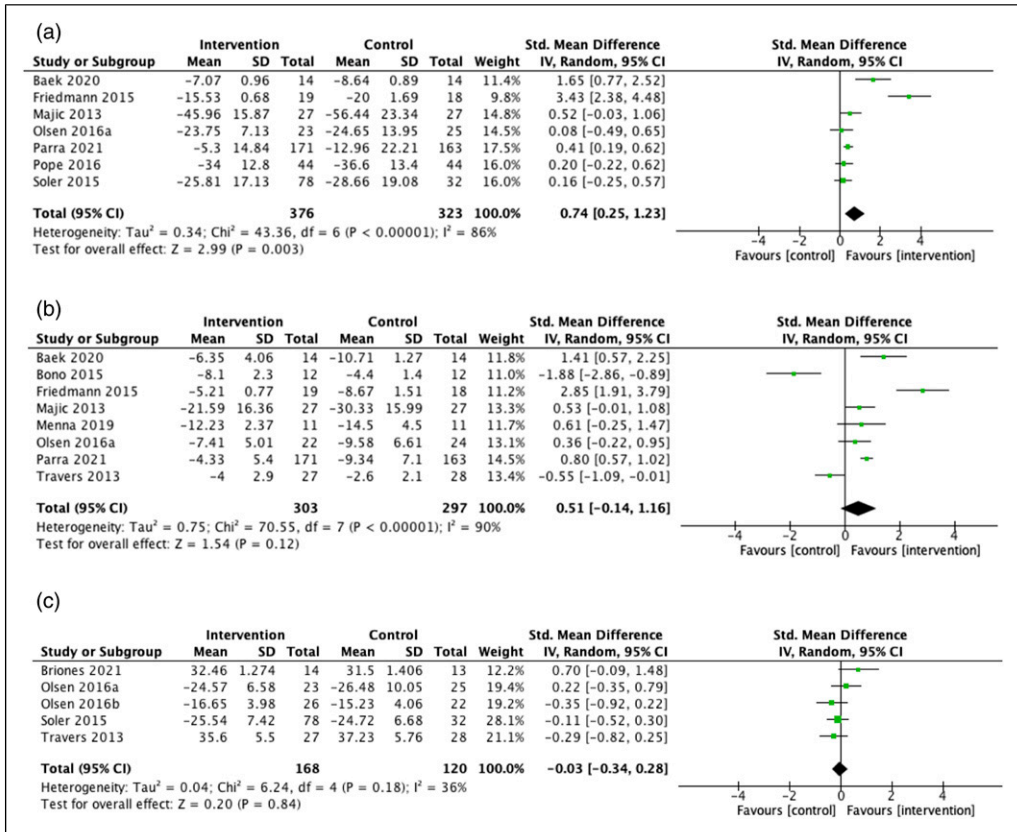 (a)
Intervention Control Std. Mean Difference Std. Mean Difference
Study or Subgroup Mean SD Total Mean SD Total Weight IV, Random, 95% CI IV, Random, 95% CI
Baek 2020 −7.07 0.96 14 −8.64 0.89 14 11.4% 1.65 [0.77, 2.52]
Friedmann 2015 −15.53 0.68 19 −20 1.69 18 9.8% 3.43 [2.38, 4.48]
Majic 2013 −45.96 15.87 27 −56.44 23.34 27 14.8% 0.52 [−0.03, 1.06]
Olsen 2016a −23.75 7.13 23 −24.65 13.95 25 14.4% 0.08 [−0.49, 0.65]
Parra 2021 −5.3 14.84 171 −12.96 22.21 163 17.5% 0.41 [0.19, 0.62]
Pope 2016 −34 12.8 44 −36.6 13.4 44 16.0% 0.20 [−0.22, 0.62]
Soler 2015 −25.81 17.13 78 −28.66 19.08 32 16.0% 0.16 [−0.25, 0.57]
Total (95% CI) 376 323 100.0% 0.74 [0.25, 1.23]
Heterogeneity: Tau² = 0.34; Chi² = 43.36, df = 6 (P < 0.00001); I² = 86%
Test for overall effect: Z = 2.99 (P = 0.003)
−4 −2 0 2 4
Favours [control] Favours [intervention]
(b)
Intervention Control Std. Mean Difference Std. Mean Difference
Study or Subgroup Mean SD Total Mean SD Total Weight IV, Random, 95% CI IV, Random, 95% CI
Baek 2020 −6.35 4.06 14 −10.71 1.27 14 11.8% 1.41 [0.57, 2.25]
Bono 2015 −8.1 2.3 12 −4.4 1.4 12 11.0% −1.88 [−2.86, −0.89]
Friedmann 2015 −5.21 0.77 19 −8.67 1.51 18 11.2% 2.85 [1.91, 3.79]
Majic 2013 −21.59 16.36 27 −30.33 15.99 27 13.3% 0.53 [−0.01, 1.08]
Menna 2019 −12.23 2.37 11 −14.5 4.5 11 11.7% 0.61 [−0.25, 1.47]
Olsen 2016a −7.41 5.01 22 −9.58 6.61 24 13.1% 0.36 [−0.22, 0.95]
Parra 2021 −4.33 5.4 171 −9.34 7.1 163 14.5% 0.80 [0.57, 1.02]
Travers 2013 −4 2.9 27 −2.6 2.1 28 13.4% −0.55 [−1.09, −0.01]
Total (95% CI) 303 297 100.0% 0.51 [−0.14, 1.16]
Heterogeneity: Tau² = 0.75; Chi² = 70.55, df = 7 (P < 0.00001); I² = 90%
Test for overall effect: Z = 1.54 (P = 0.12)
−4 −2 0 2 4
Favours [control] Favours [intervention]
(c)
Intervention Control Std. Mean Difference Std. Mean Difference
Study or Subgroup Mean SD Total Mean SD Total Weight IV, Random, 95% CI IV, Random, 95% CI
Briones 2021 32.46 1.274 14 31.5 1.406 13 12.2% 0.70 [−0.09, 1.48]
Olsen 2016a −24.57 6.58 23 −26.48 10.05 25 19.4% 0.22 [−0.35, 0.79]
Olsen 2016b −16.65 3.98 26 −15.23 4.06 22 19.2% −0.35 [−0.92, 0.22]
Soler 2015 −25.54 7.42 78 −24.72 6.68 32 28.1% −0.11 [−0.52, 0.30]
Travers 2013 35.6 5.5 27 37.23 5.76 28 21.1% −0.29 [−0.82, 0.25]
Total (95% CI) 168 120 100.0% −0.03 [−0.34, 0.28]
Heterogeneity: Tau² = 0.04; Chi² = 6.24, df = 4 (P = 0.18); I² = 36%
Test for overall effect: Z = 0.20 (P = 0.84)
−4 −2 0 2 4
Favours [control] Favours [intervention]